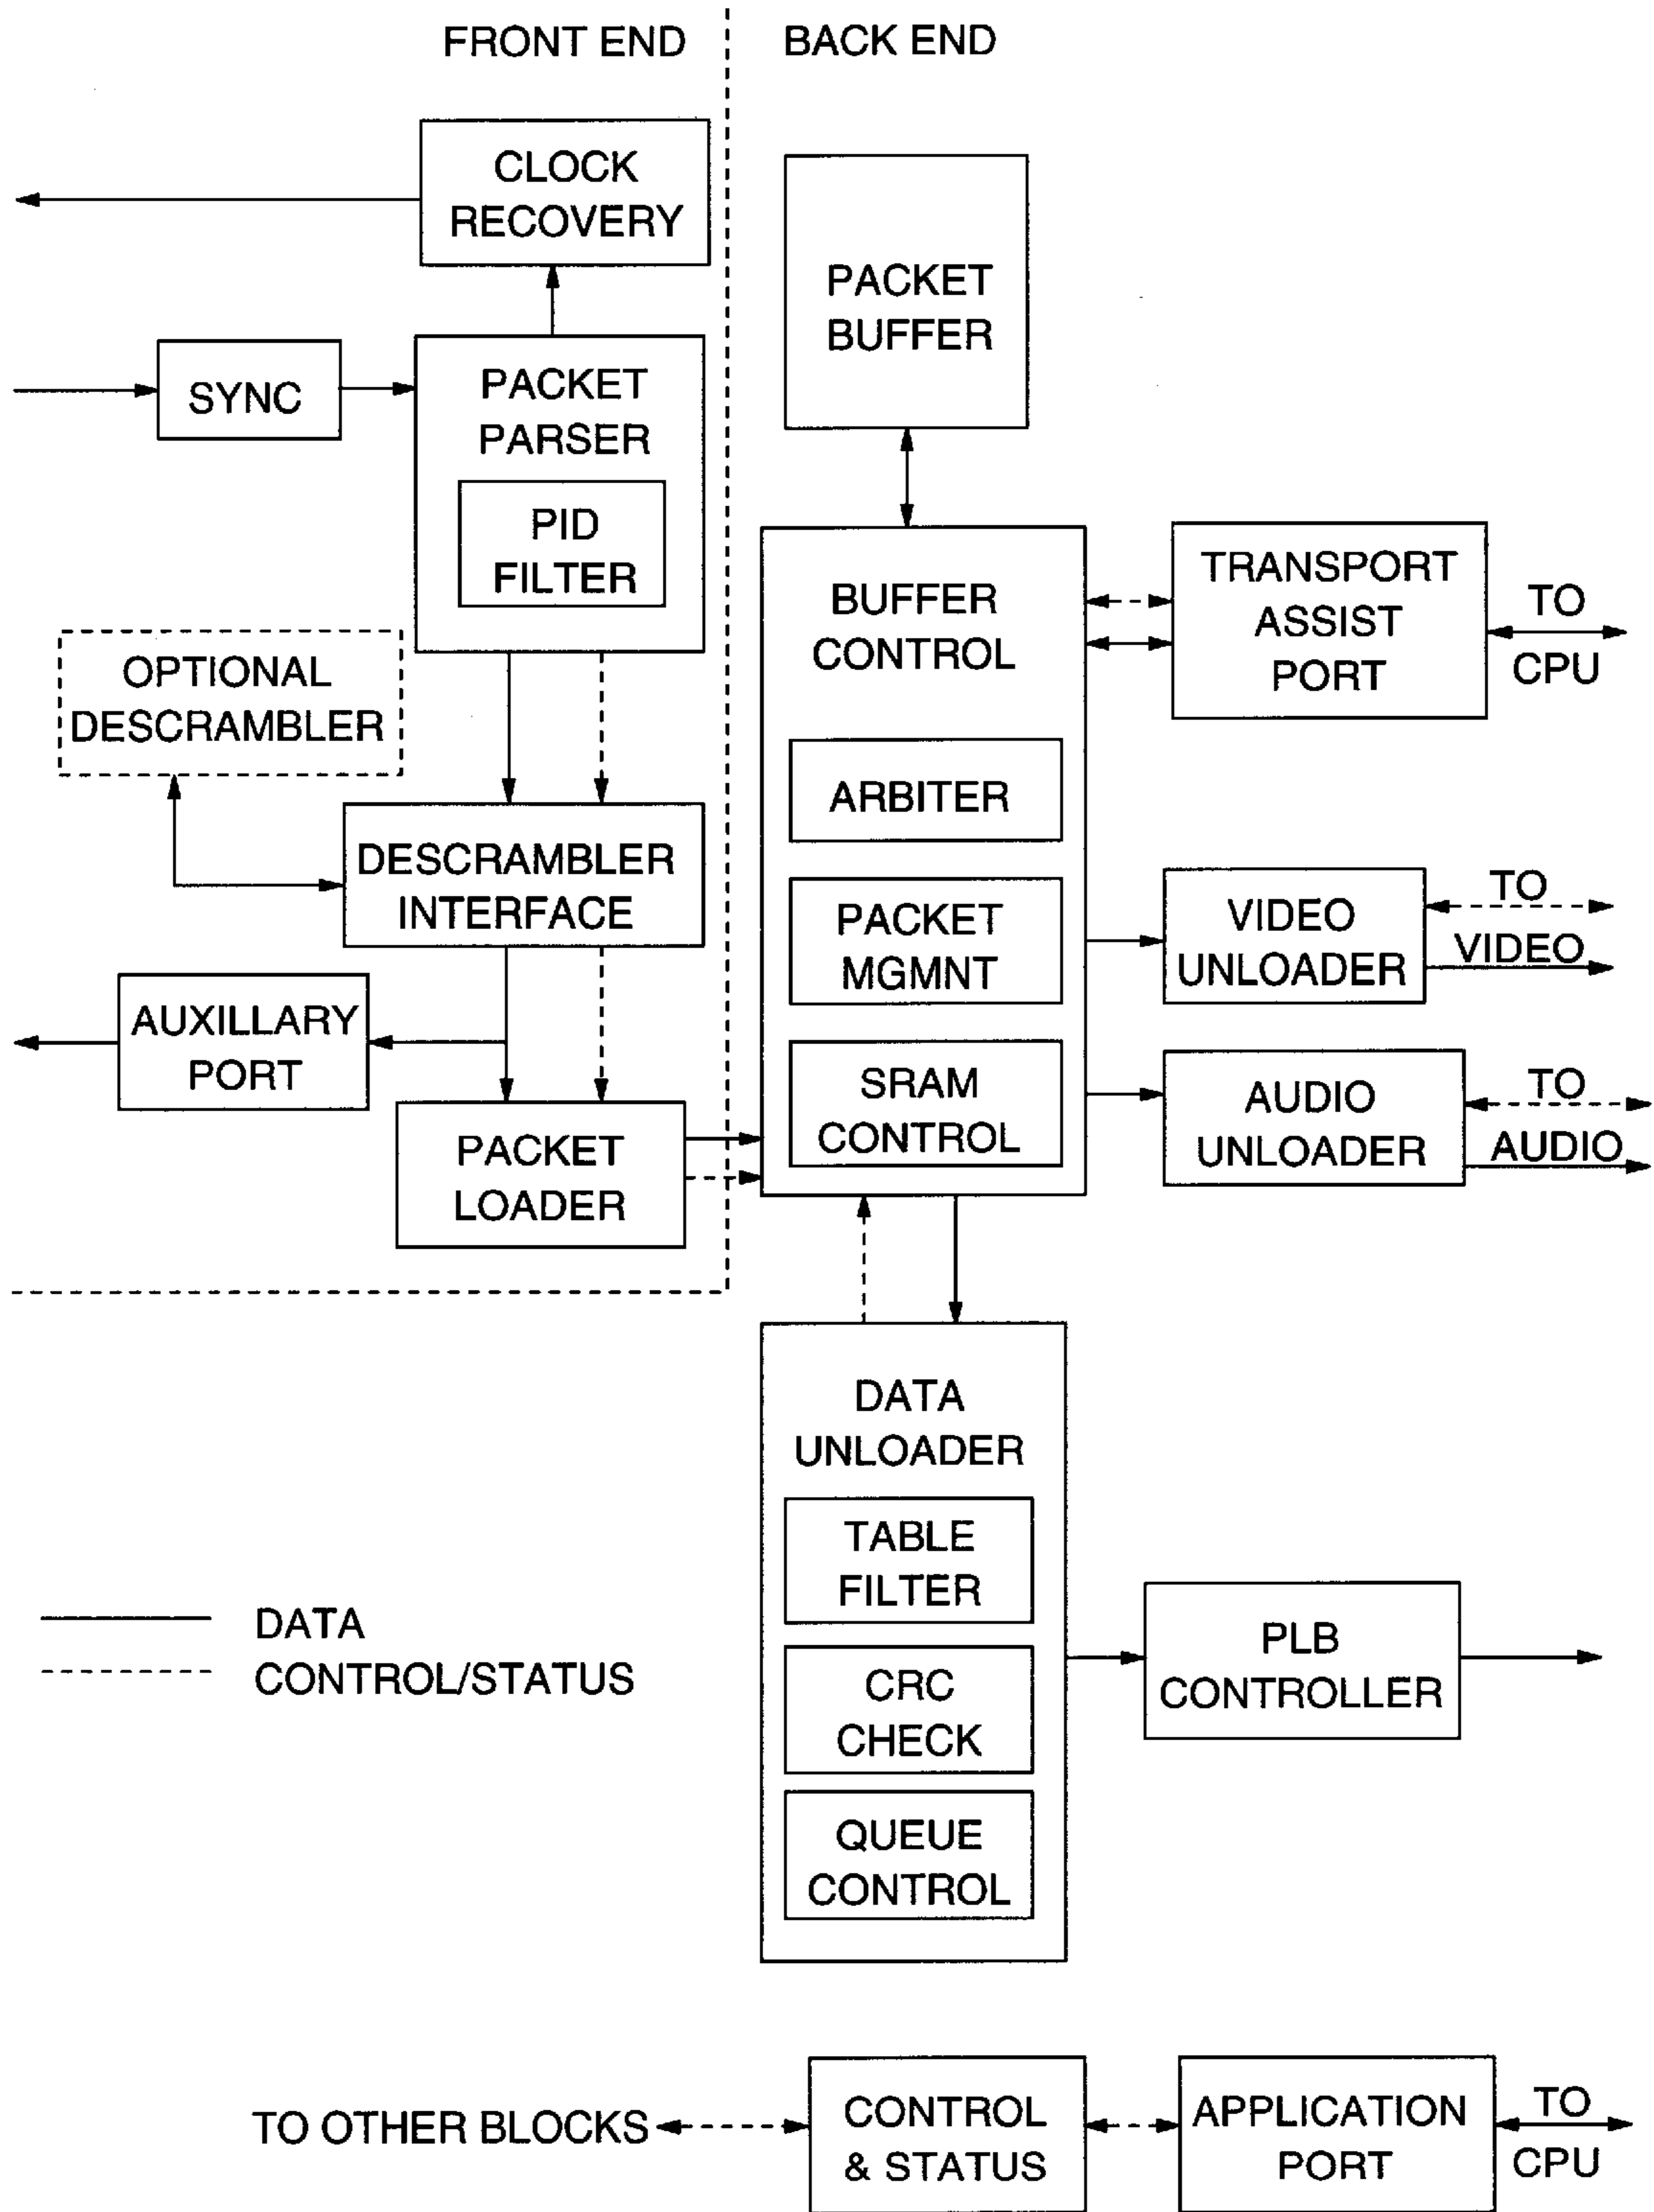 FRONT END
BACK END
CLOCK
RECOVERY
PACKET
BUFFER
SYNC
PACKET
PARSER
PID
FILTER
OPTIONAL
DESCRAMBLER
DESCRAMBLER
INTERFACE
AUXILLARY
PORT
PACKET
LOADER
BUFFER
CONTROL
ARBITER
PACKET
MGMNT
SRAM
CONTROL
TRANSPORT
ASSIST
PORT
TO
CPU
VIDEO
UNLOADER
TO
VIDEO
AUDIO
UNLOADER
TO
AUDIO
DATA
UNLOADER
TABLE
FILTER
CRC
CHECK
QUEUE
CONTROL
PLB
CONTROLLER
DATA
CONTROL/STATUS
TO OTHER BLOCKS
CONTROL
& STATUS
APPLICATION
PORT
TO
CPU